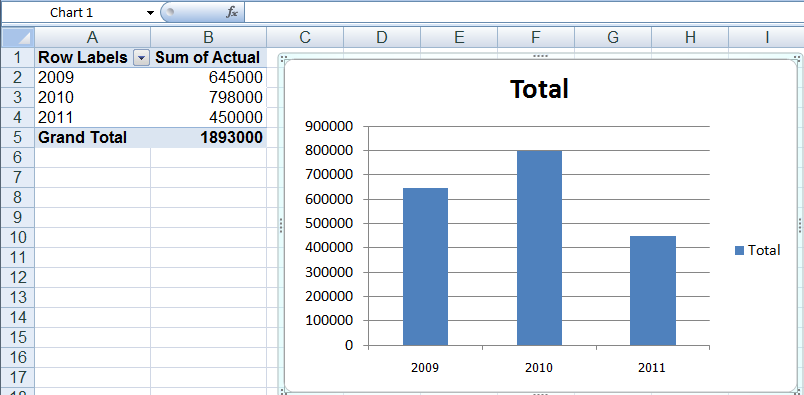 Chart 1 fx
A B C D E F G H I
1 Row Labels Sum of Actual
2 2009 645000
3 2010 798000
4 2011 450000
5 Grand Total 1893000
6
7
8
9
10
11
12
13
14
15
16
17
Total
900000
800000
700000
600000
500000
400000
300000
200000
100000
0
2009 2010 2011
Total